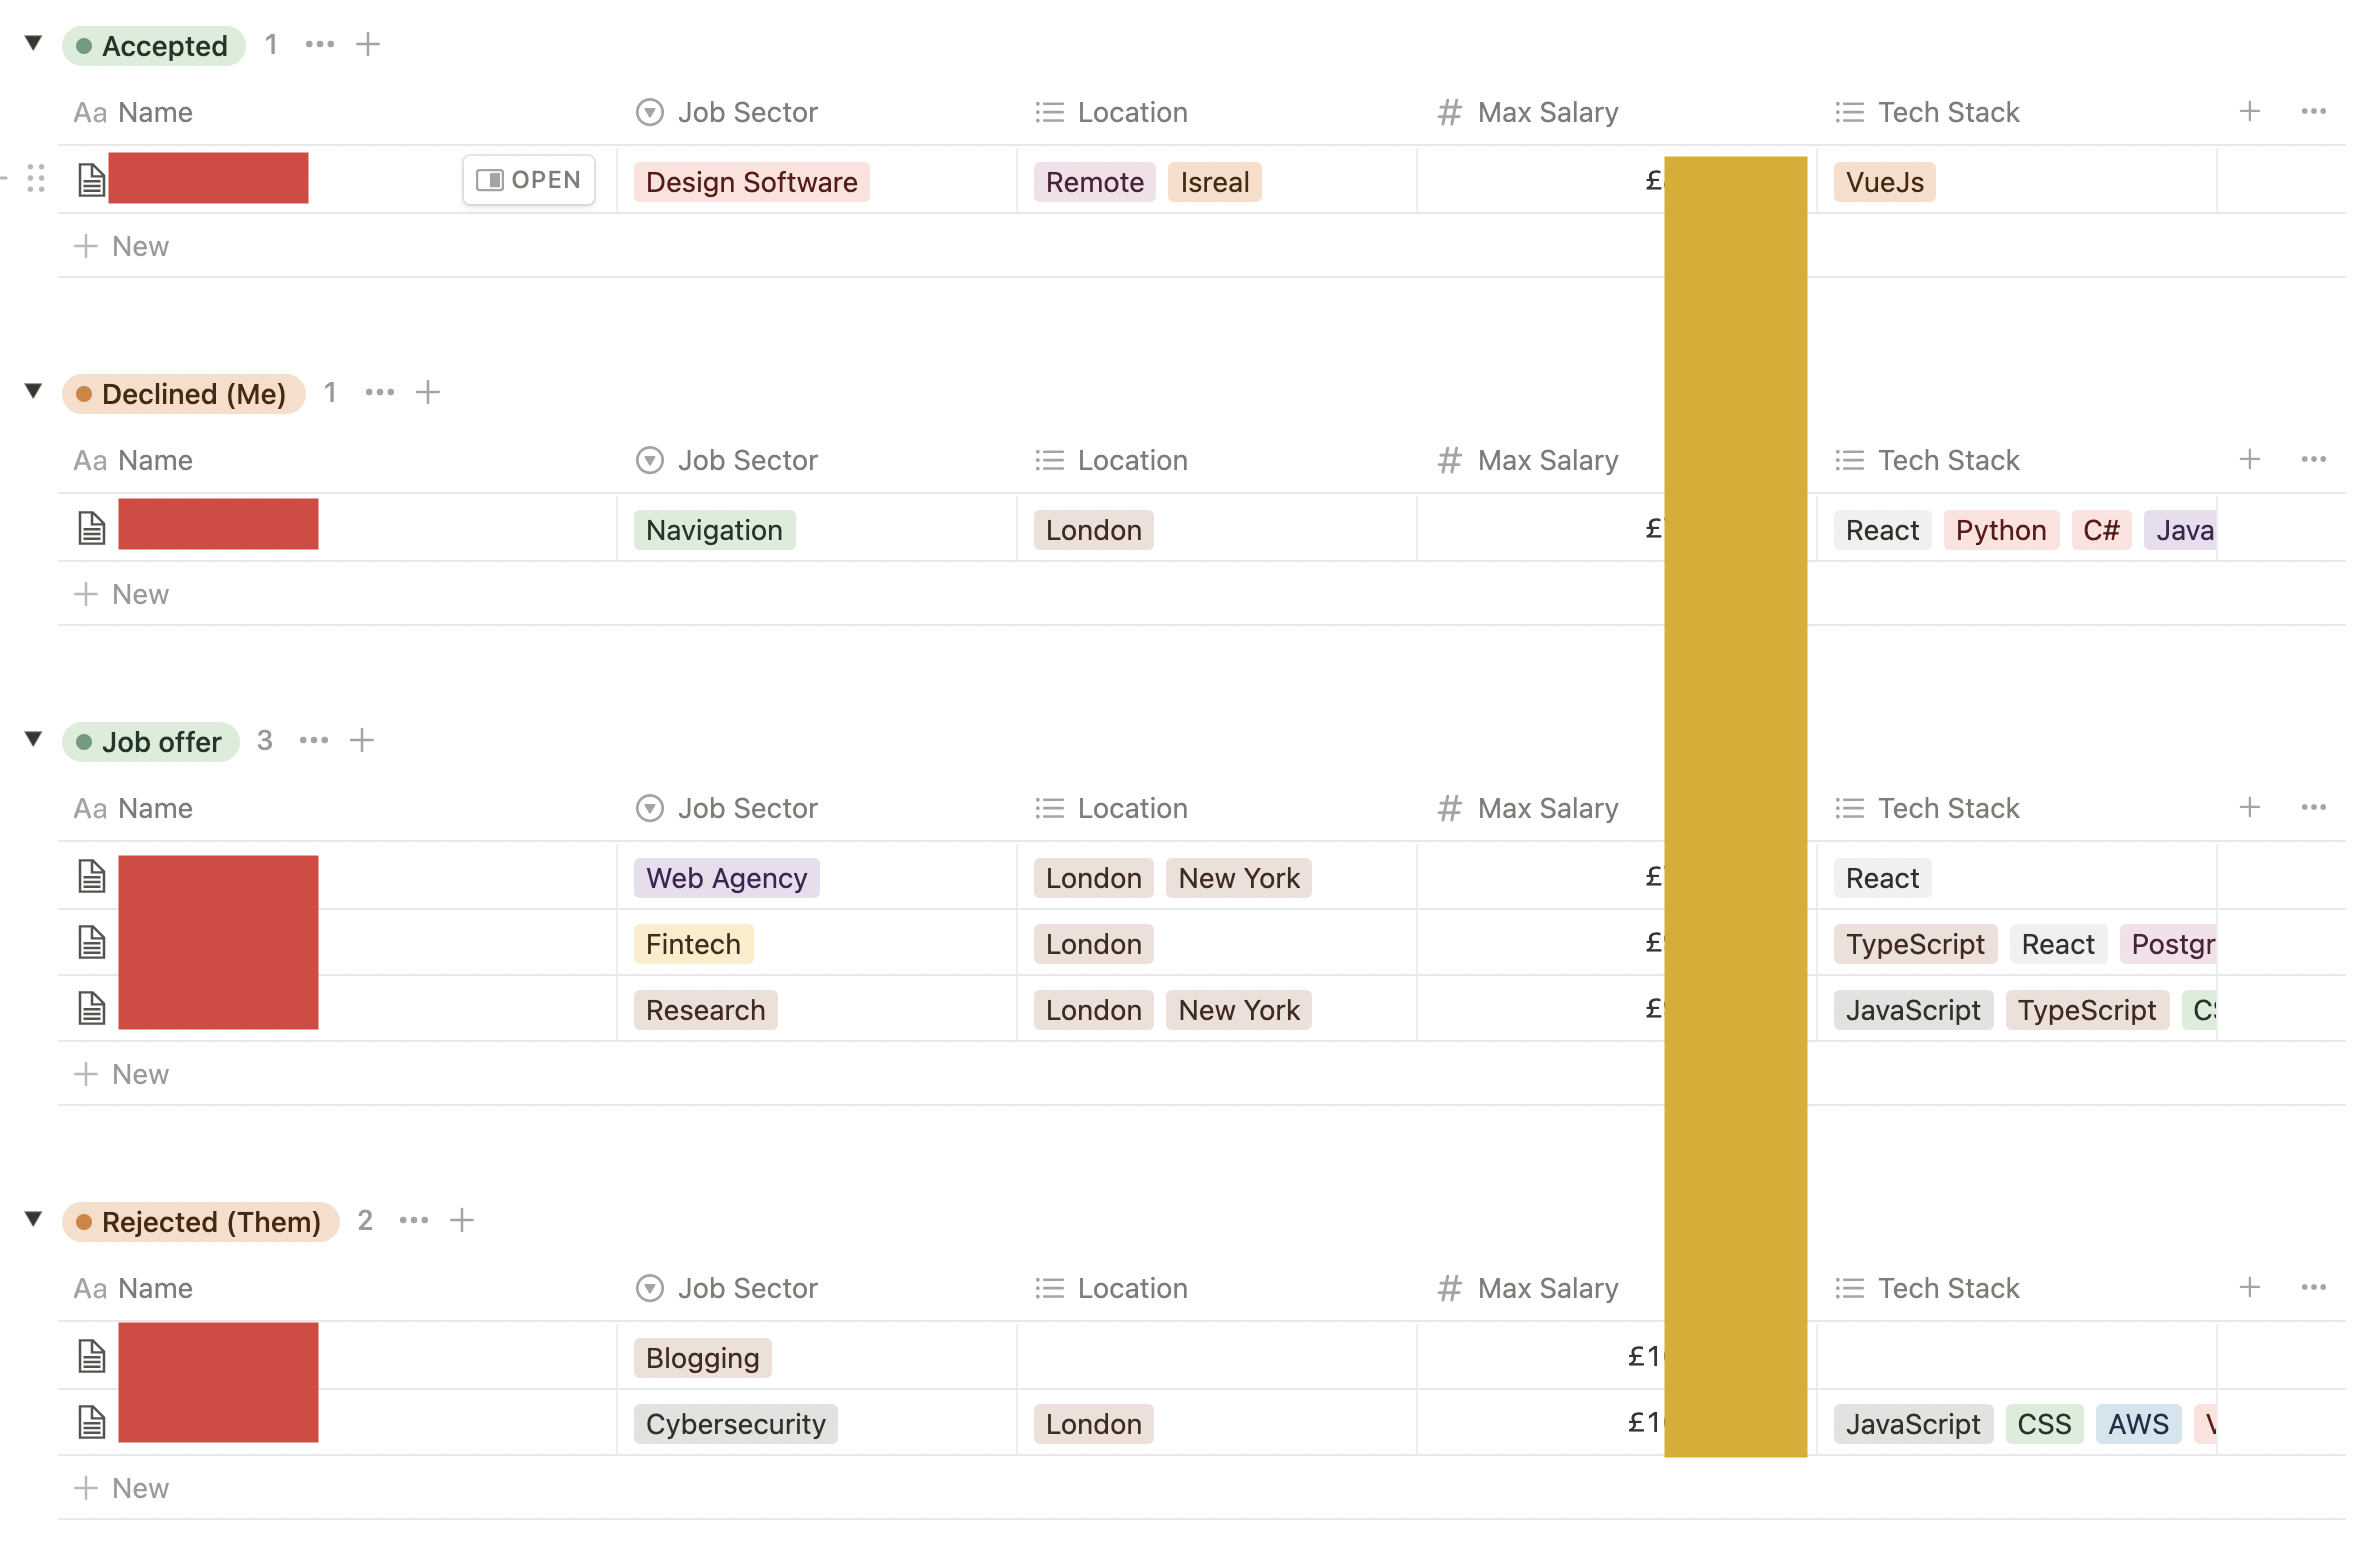 Accepted 1
Aa Name Job Sector Location # Max Salary Tech Stack
OPEN Design Software Remote Isreal £ VueJs
+ New
Declined (Me) 1
Aa Name Job Sector Location # Max Salary Tech Stack
Navigation London £ React Python C# Java
+ New
Job offer 3
Aa Name Job Sector Location # Max Salary Tech Stack
Web Agency London New York £ React
Fintech London £ TypeScript React Postgr
Research London New York £ JavaScript TypeScript
+ New
Rejected (Them) 2
Aa Name Job Sector Location # Max Salary Tech Stack
Blogging £1
Cybersecurity London £1 JavaScript CSS AWS
+ New